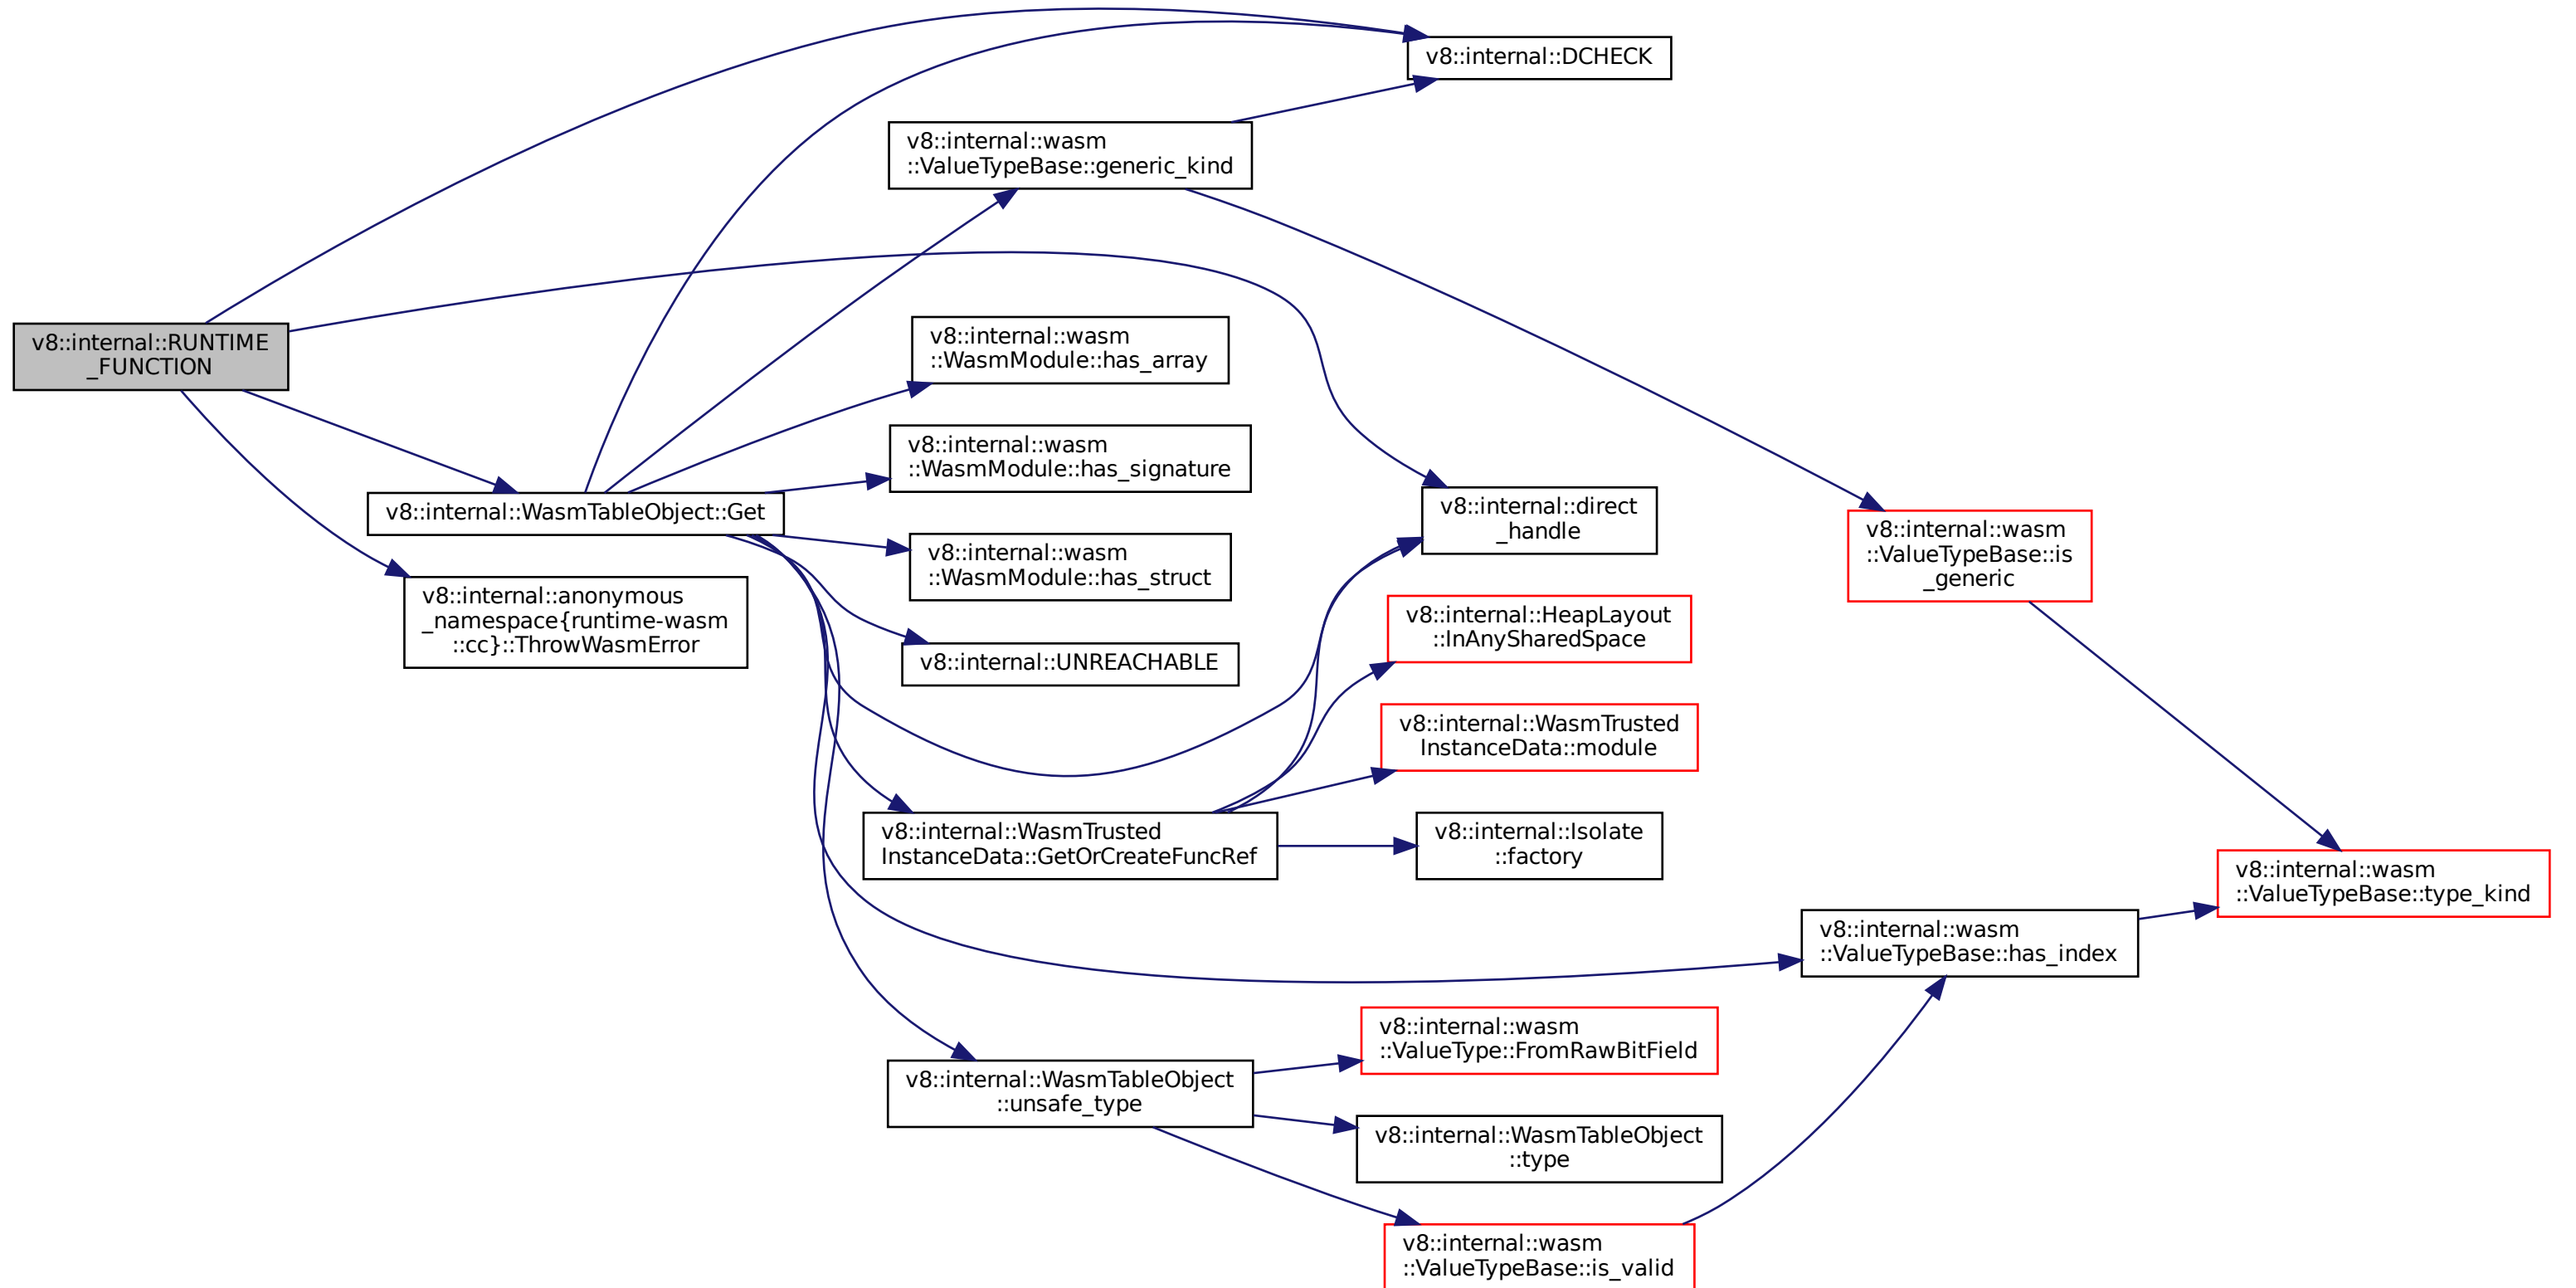 v8::internal::RUNTIME
_FUNCTION
v8::internal::DCHECK
v8::internal::wasm
::ValueTypeBase::generic_kind
v8::internal::wasm
::WasmModule::has_array
v8::internal::wasm
::WasmModule::has_signature
v8::internal::WasmTableObject::Get
v8::internal::direct
_handle
v8::internal::wasm
::ValueTypeBase::is
_generic
v8::internal::wasm
::WasmModule::has_struct
v8::internal::anonymous
_namespace{runtime-wasm
::cc}::ThrowWasmError
v8::internal::HeapLayout
::InAnySharedSpace
v8::internal::UNREACHABLE
v8::internal::WasmTrusted
InstanceData::module
v8::internal::WasmTrusted
InstanceData::GetOrCreateFuncRef
v8::internal::Isolate
::factory
v8::internal::wasm
::ValueTypeBase::type_kind
v8::internal::wasm
::ValueTypeBase::has_index
v8::internal::wasm
::ValueType::FromRawBitField
v8::internal::WasmTableObject
::unsafe_type
v8::internal::WasmTableObject
::type
v8::internal::wasm
::ValueTypeBase::is_valid